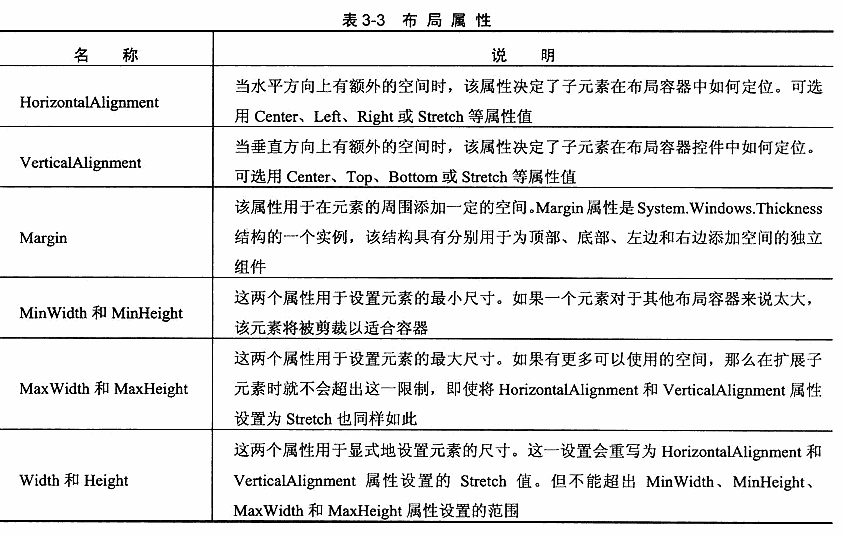 表3-3 布局属性
名称 说明
HorizontalAlignment
当水平方向上有额外的空间时，该属性决定了子元素在布局容器中如何定位。可选
用 Center、Left、Right 或 Stretch 等属性值
VerticalAlignment
当垂直方向上有额外的空间时，该属性决定了子元素在布局容器控件中如何定位。
可选用 Center、Top、Bottom 或 Stretch 等属性值
Margin
该属性用于在元素的周围添加一定的空间。Margin 属性是 System.Windows.Thickness
结构的一个实例，该结构具有分别用于为顶部、底部、左边和右边添加空间的独立
组件
MinWidth 和 MinHeight
这两个属性用于设置元素的最小尺寸。如果一个元素对于其他布局容器来说太大，
该元素将被剪裁以适合容器
MaxWidth 和 MaxHeight
这两个属性用于设置元素的最大尺寸。如果有更多可以使用的空间，那么在扩展子
元素时就不会超出这一限制，即使将 HorizontalAlignment 和 VerticalAlignment 属性
设置为 Stretch 也同样如此
Width 和 Height
这两个属性用于显式地设置元素的尺寸。这一设置会重写为 HorizontalAlignment 和
VerticalAlignment 属性设置的 Stretch 值。但不能超出 MinWidth、MinHeight、
MaxWidth 和 MaxHeight 属性设置的范围